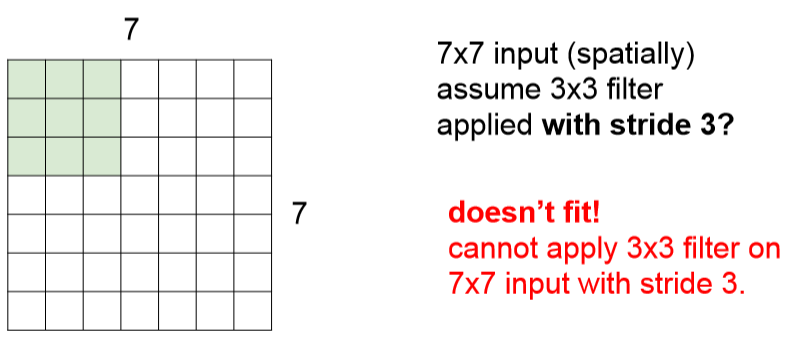 7
7x7 input (spatially)
assume 3x3 filter
applied with stride 3?
7
doesn’t fit!
cannot apply 3x3 filter on
7x7 input with stride 3.